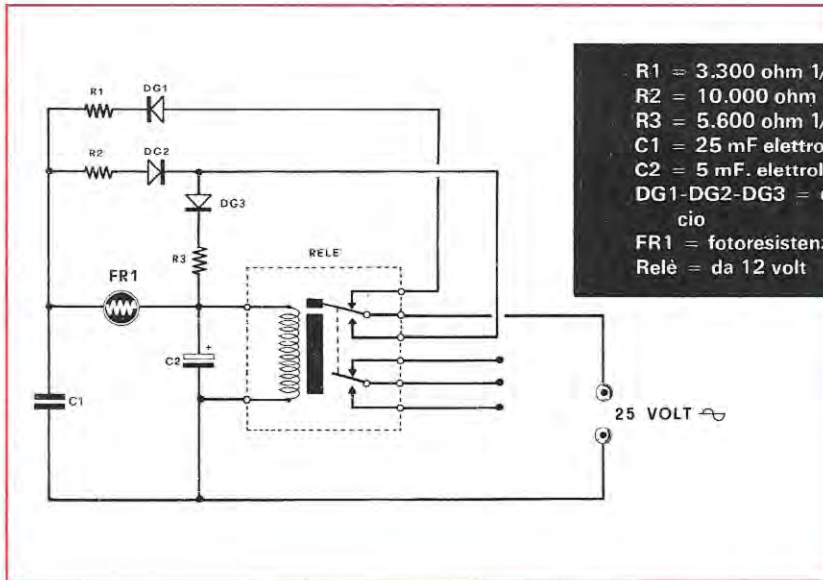 R1
DG1
R2
DG2
DG3
R3
FR1
RELE
C2
+
C1
25 VOLT
R1 = 3.300 ohm 1/
R2 = 10.000 ohm
R3 = 5.600 ohm 1/
C1 = 25 mF elettro
C2 = 5 mF. elettrol
DG1-DG2-DG3 =
cio
FR1 = fotoresistenz
Relè = da 12 volt